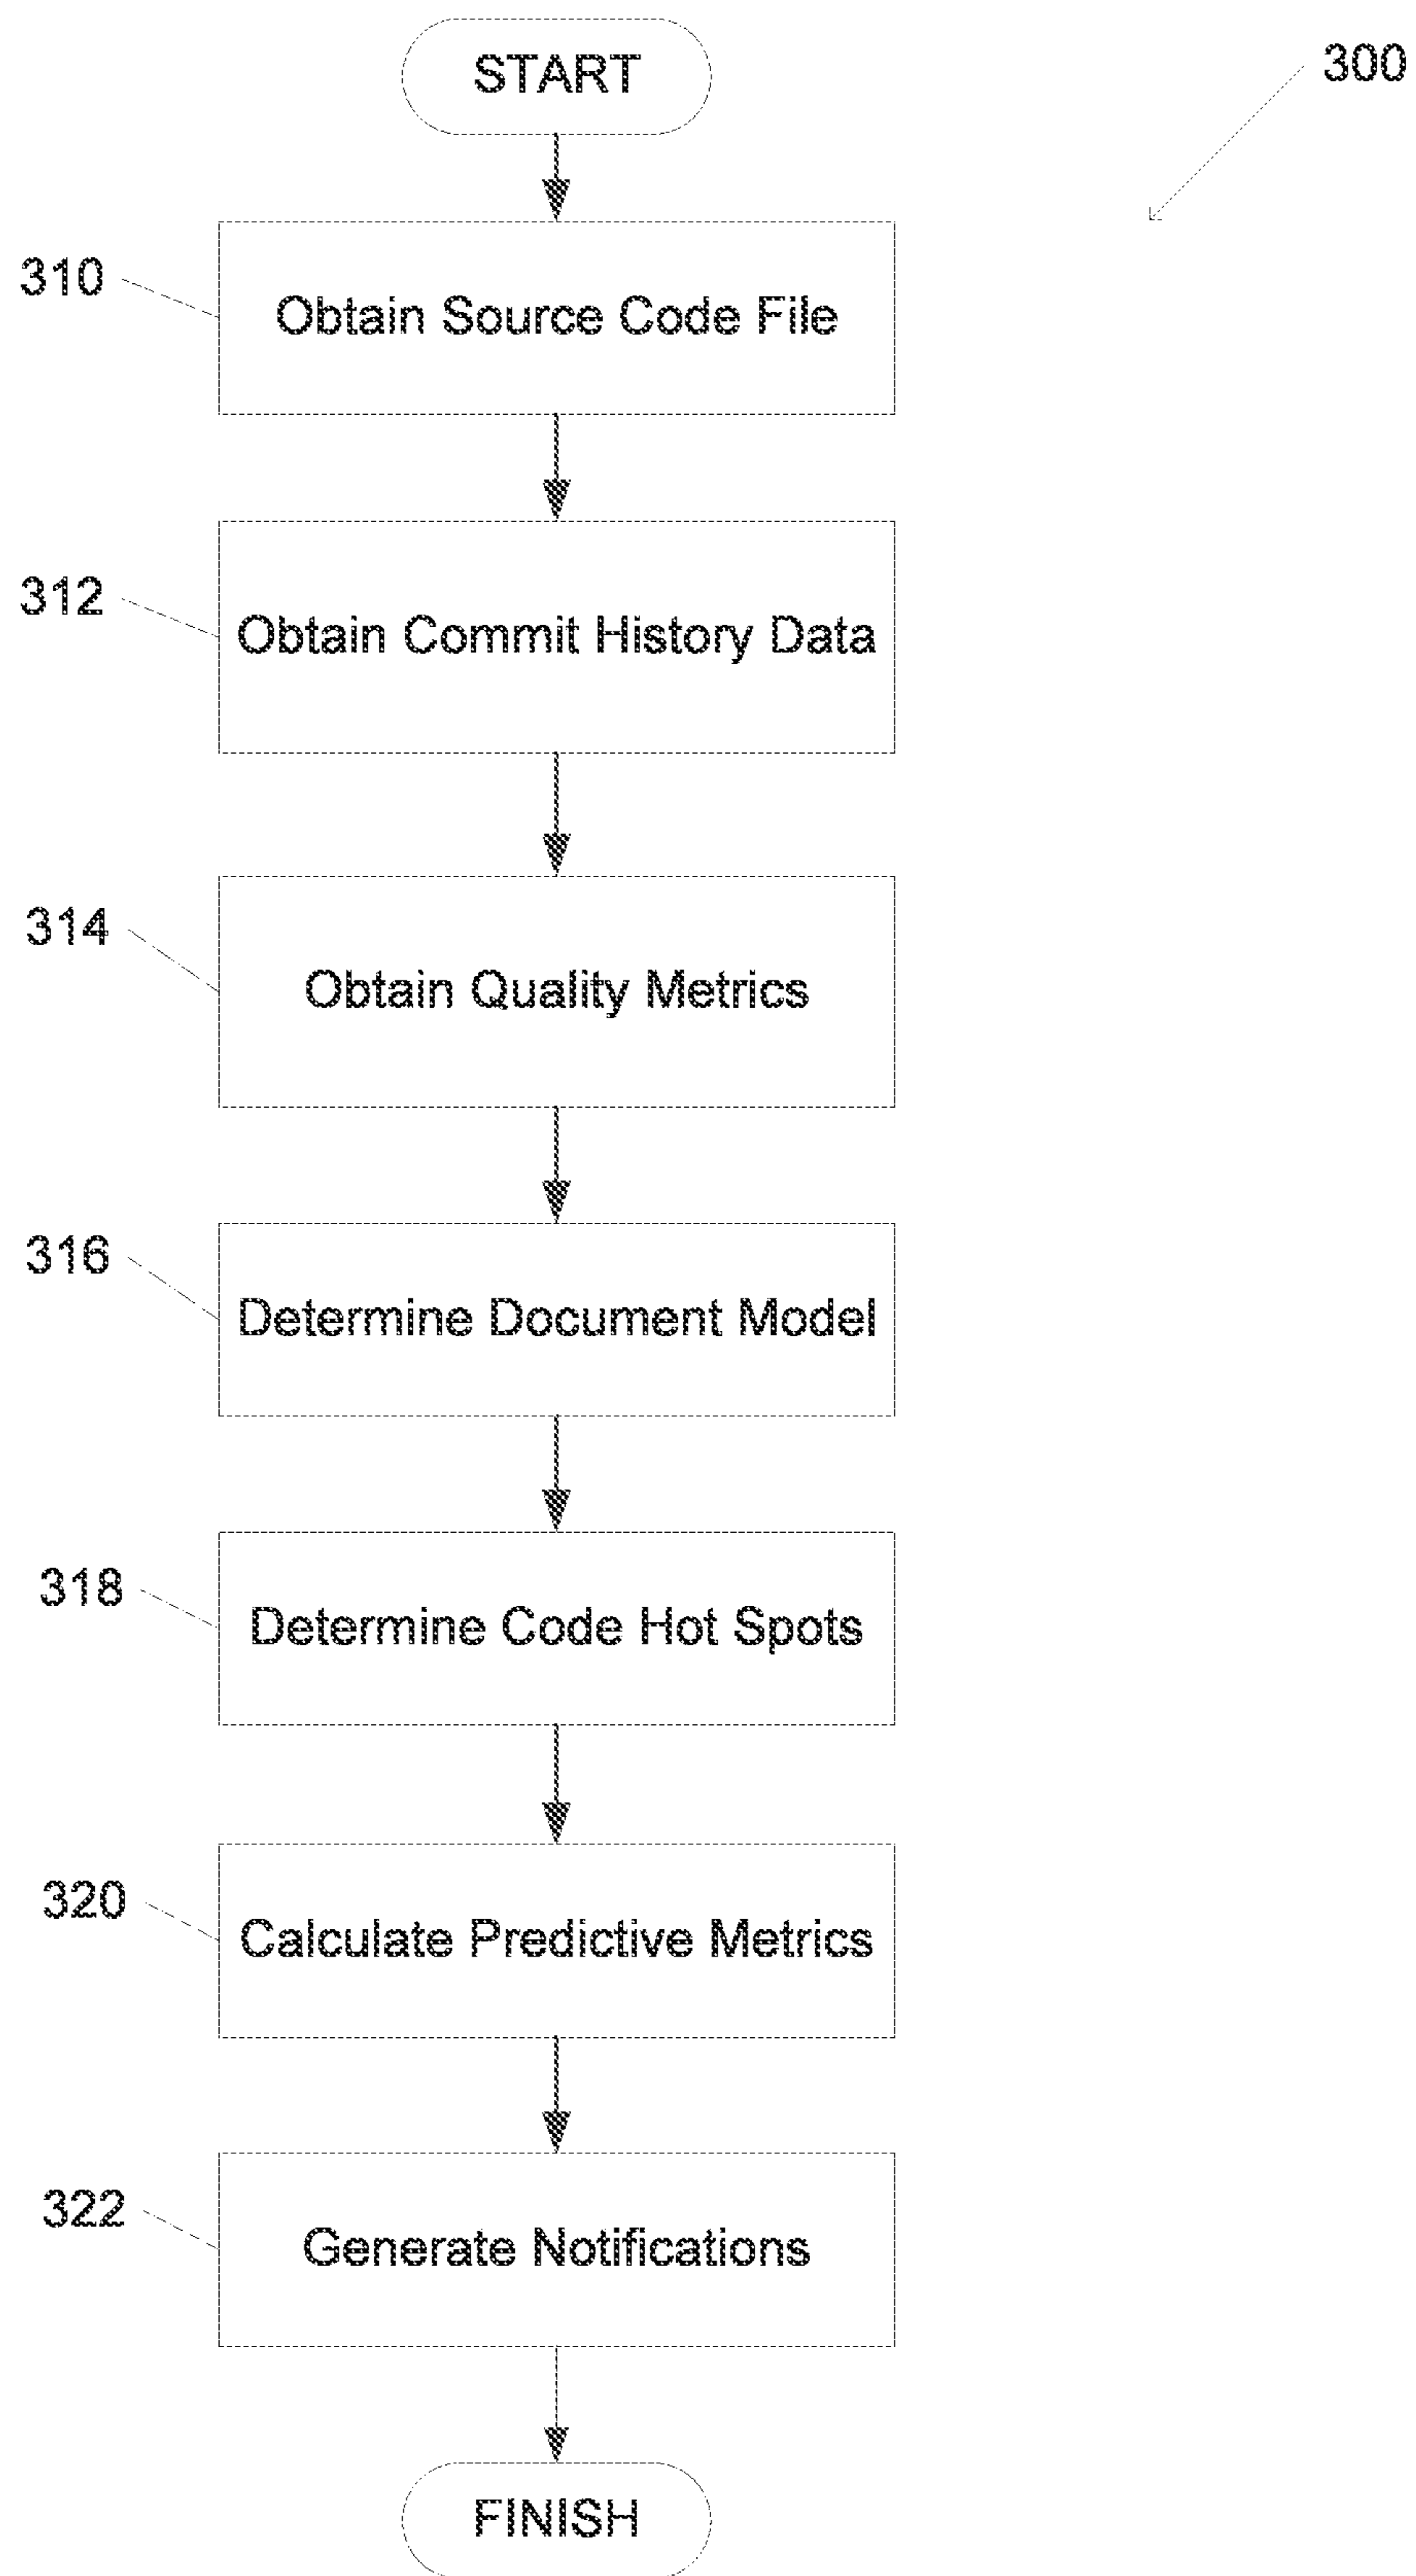 START
300
310
Obtain Source Code File
312
Obtain Commit History Data
314
Obtain Quality Metrics
316
Determine Document Model
318
Determine Code Hot Spots
320
Calculate Predictive Metrics
322
Generate Notifications
FINISH